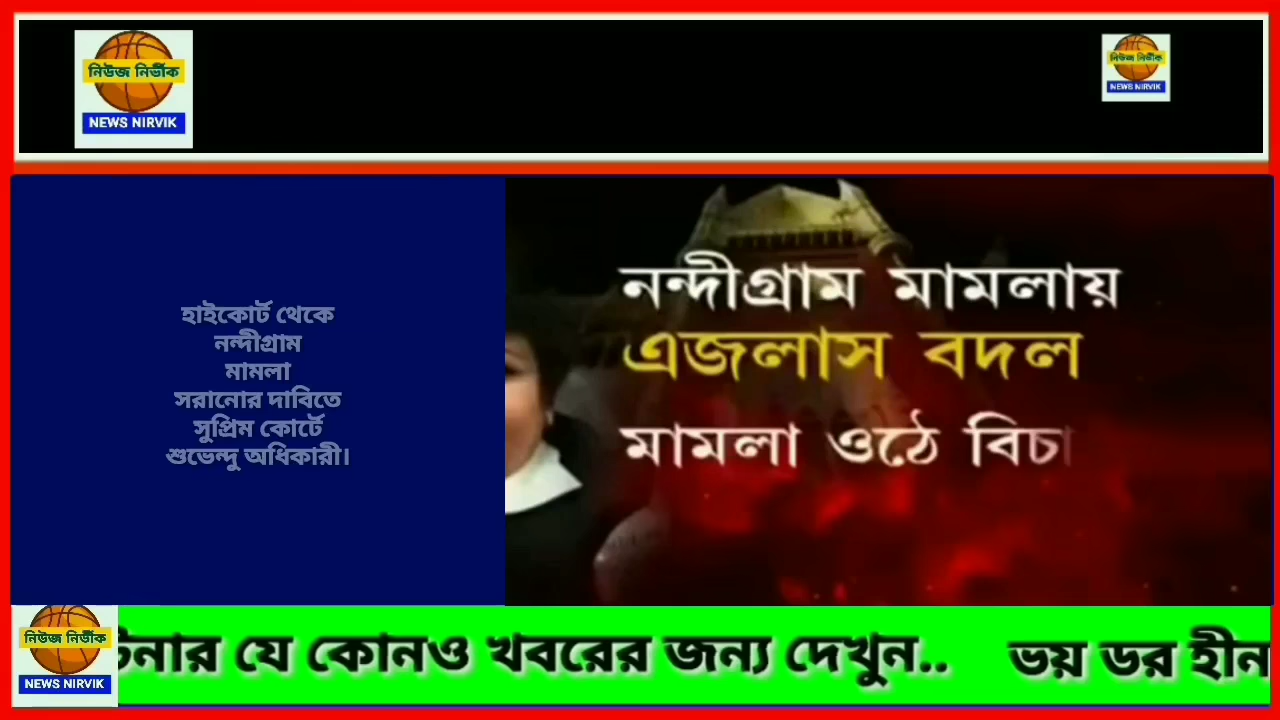 নিউজ নির্ভীক
NEWS NIRVIK
নিউজ নির্ভীক
NEWS NIRVIK
হাইকোর্ট থেকে
নন্দীগ্রাম
মামলা
সরানোর দাবিতে
সুপ্রিম কোর্টে
শুভেন্দু অধিকারী।
নন্দীগ্রাম মামলায়
এজলাস বদল
মামলা ওঠে বিচা
নিউজ নির্ভীক
NEWS NIRVIK
টনার যে কোনও খবরের জন্য দেখুন.. ভয় ডর হীন